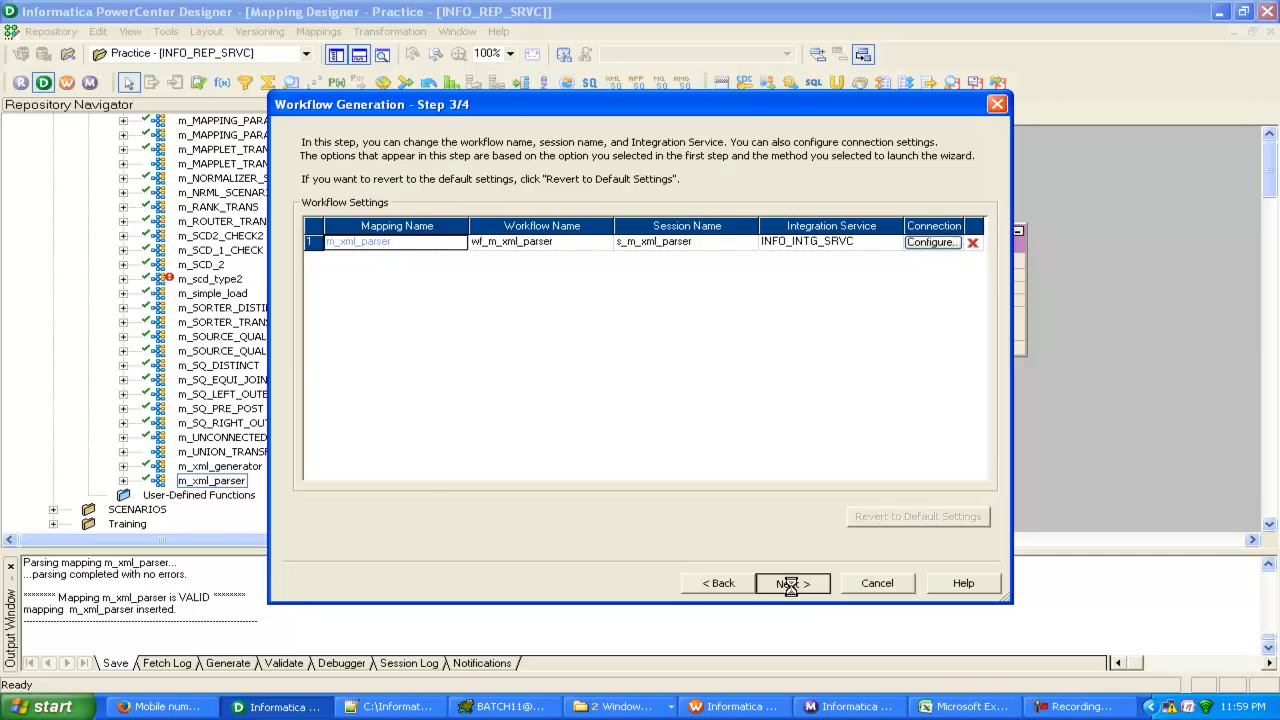 Informatica PowerCenter Designer - [Mapping Designer - Practice - [INFO_REP_SRVC]]
Repository Edit View Tools Layout Versioning Mappings Transformation Window Help
Practice - [INFO_REP_SRVC] 100%
Repository Navigator
m_MAPPING_PARA
m_MAPPING_PARA
m_MAPPLET_TRAN
m_MAPPLET_TRAN
m_NORMALIZER_S
m_NRML_SCENARI
m_RANK_TRANS
m_ROUTER_TRANS
m_SCD2_CHECK2
m_SCD_1_CHECK
m_SCD_2
m_scd_type2
m_simple_load
m_SORTER_DISTI
m_SORTER_TRANS
m_SOURCE_QUAL
m_SOURCE_QUAL
m_SQ_DISTINCT
m_SQ_EQUI_JOIN
m_SQ_LEFT_OUTE
m_SQ_PRE_POST
m_SQ_RIGHT_OUT
m_UNCONNECTED
m_UNION_TRANSF
m_xml_generator
m_xml_parser
User-Defined Functions
SCENARIOS
Training
Workflow Generation - Step 3/4
In this step, you can change the workflow name, session name, and Integration Service. You can also configure connection settings.
The options that appear in this step are based on the option you selected in the first step and the method you selected to launch the wizard.
If you want to revert to the default settings, click "Revert to Default Settings".
Workflow Settings
Mapping Name Workflow Name Session Name Integration Service Connection
1 m_xml_parser wf_m_xml_parser s_m_xml_parser INFO_INTG_SRVC Configure...
Revert to Default Settings
< Back Next > Cancel Help
Output Window
Parsing mapping m_xml_parser...
...parsing completed with no errors.
******** Mapping m_xml_parser is VALID ********
mapping m_xml_parser inserted.
Save Fetch Log Generate Validate Debugger Session Log Notifications
Ready
start Mobile num... Informatica ... C:\Informat... BATCH11@... 2 Window... Informatica ... Informatica ... Microsoft Ex... Recording... 11:59 PM